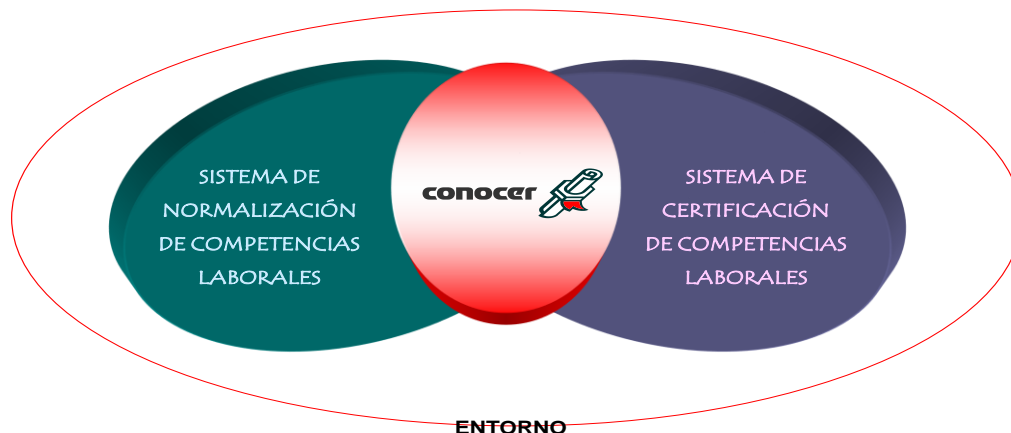 SISTEMA DE
NORMALIZACIÓN
DE COMPETENCIAS
LABORALES
conocer
SISTEMA DE
CERTIFICACIÓN
DE COMPETENCIAS
LABORALES
ENTORNO